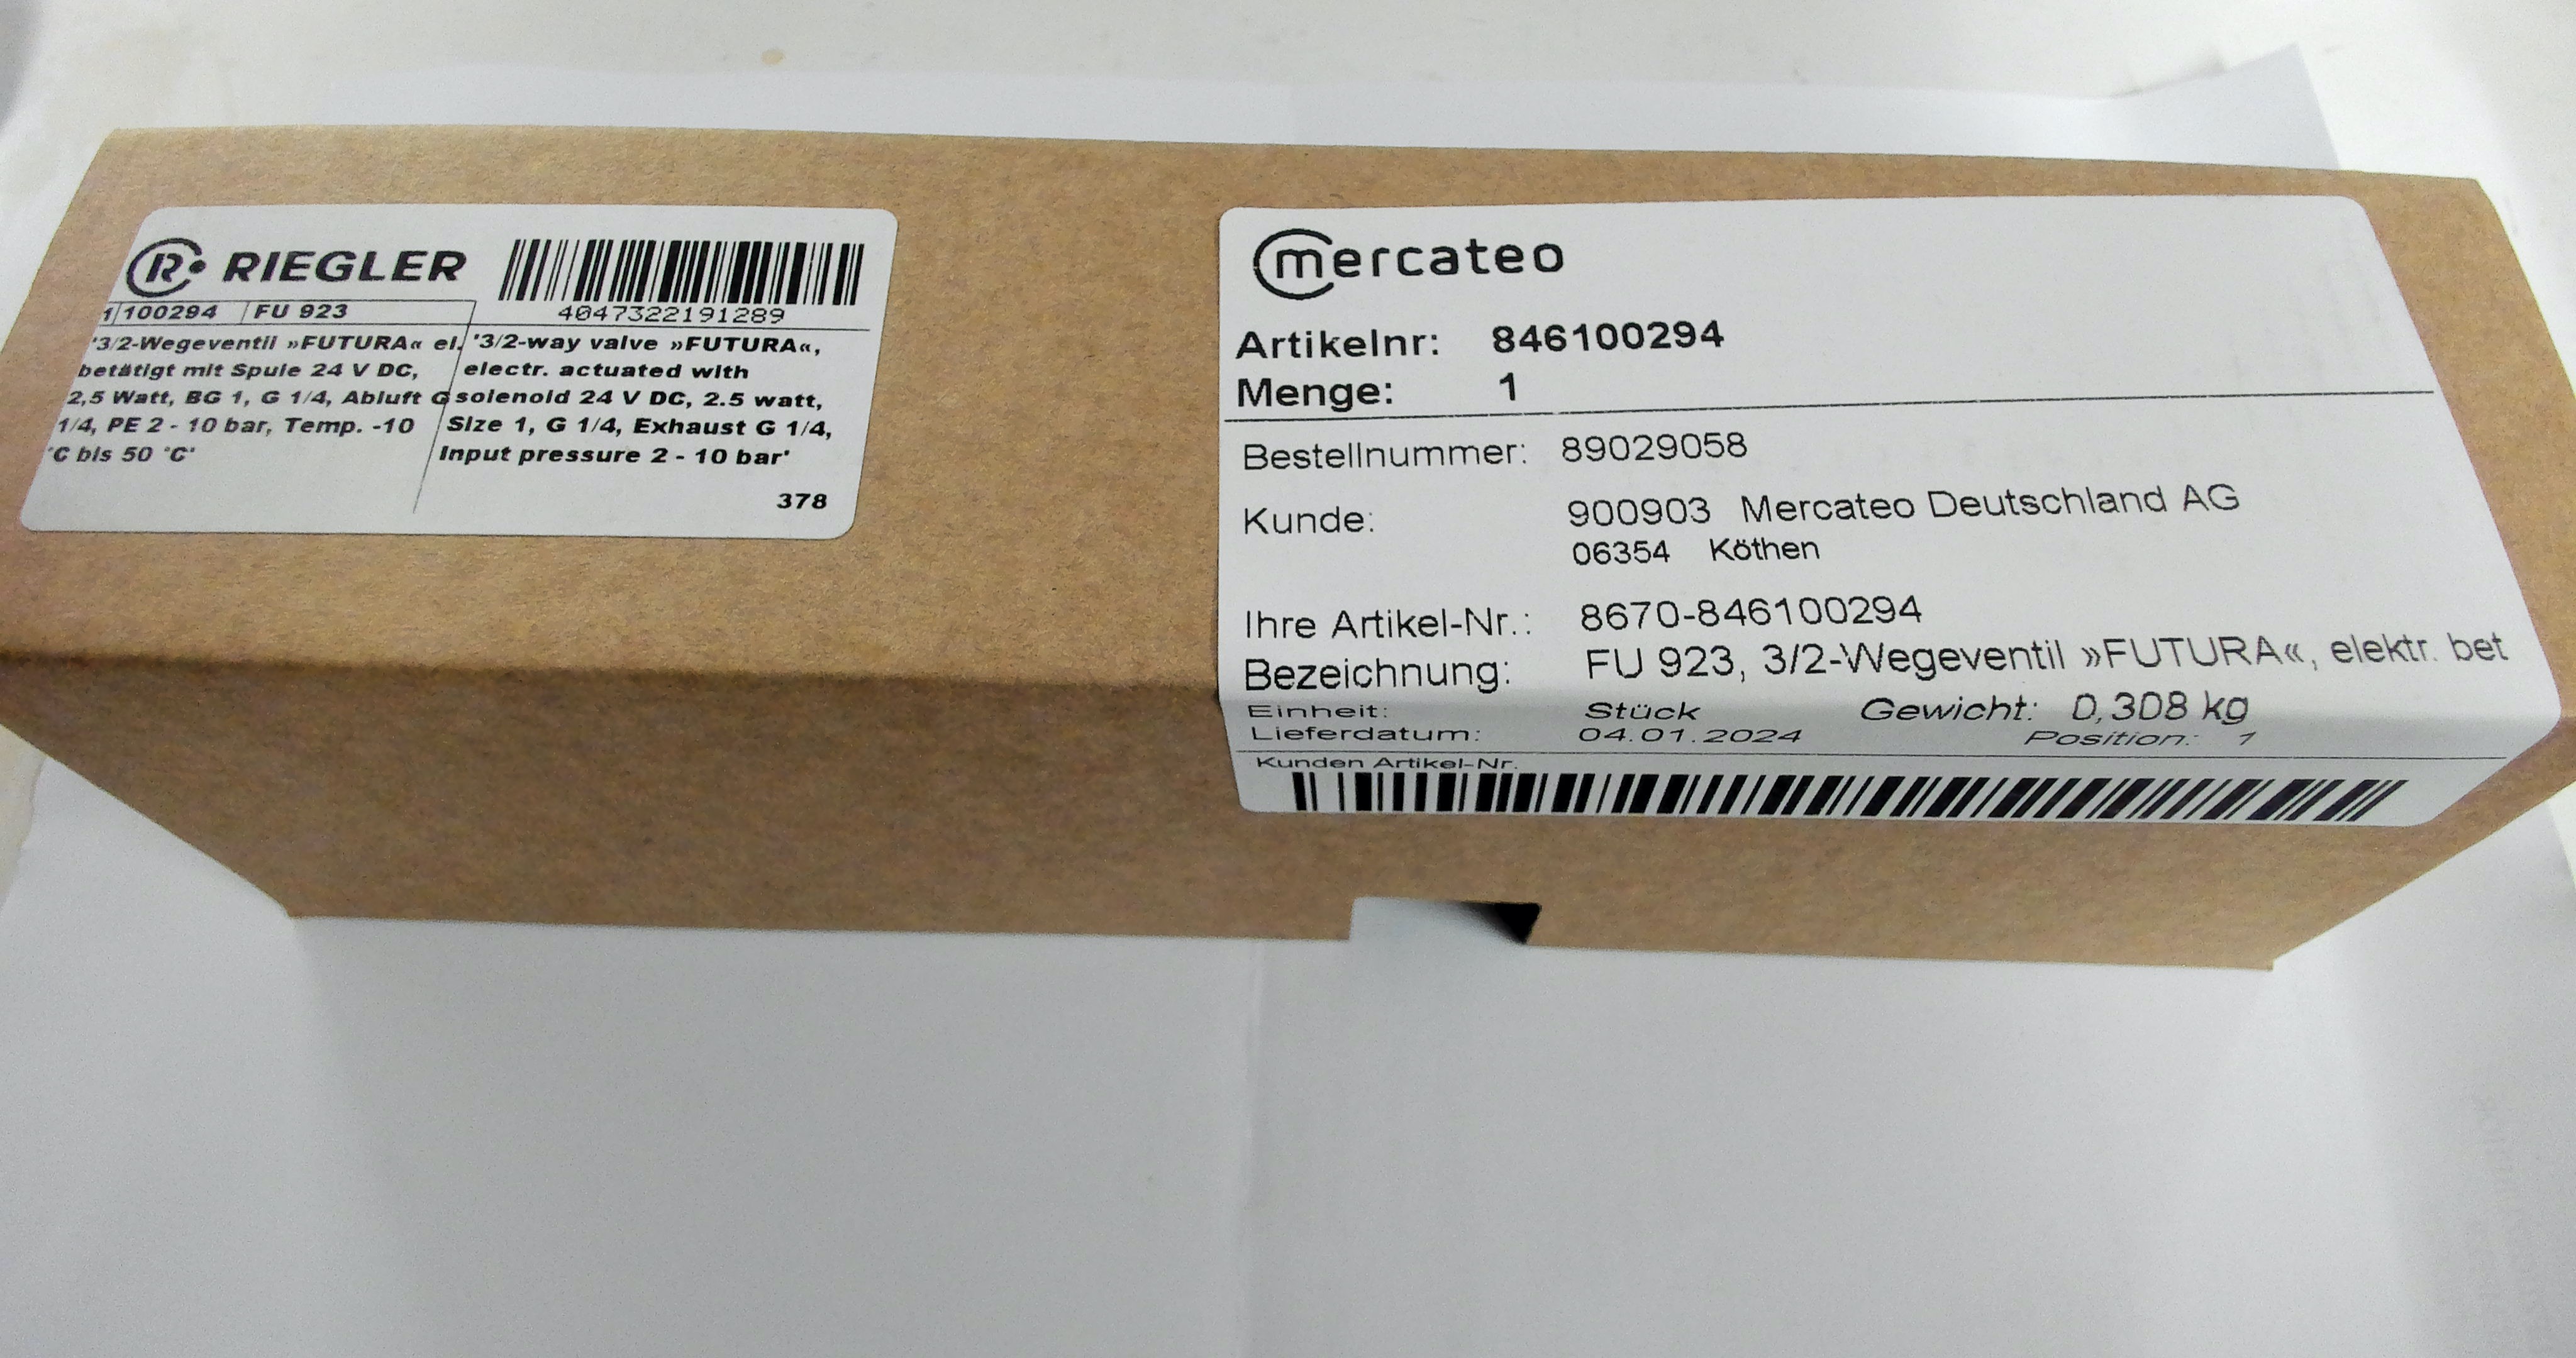 RIEGLER
4047322191289
1 100294 FU 923
'3/2-Wegeventil »FUTURA« el.
betätigt mit Spule 24 V DC,
2,5 Watt, BG 1, G 1/4, Abluft G
1/4, PE 2 - 10 bar, Temp. -10
°C bis 50 °C'
'3/2-way valve »FUTURA«,
electr. actuated with
solenoid 24 V DC, 2.5 watt,
Size 1, G 1/4, Exhaust G 1/4,
Input pressure 2 - 10 bar'
378
mercateo
Artikelnr: 846100294
Menge: 1
Bestellnummer: 89029058
Kunde: 900903 Mercateo Deutschland AG
06354 Köthen
Ihre Artikel-Nr.: 8670-846100294
Bezeichnung: FU 923, 3/2-Wegeventil »FUTURA«, elektr. bet
Einheit: Stück Gewicht: 0,308 kg
Lieferdatum: 04.01.2024 Position: 1
Kunden Artikel-Nr.